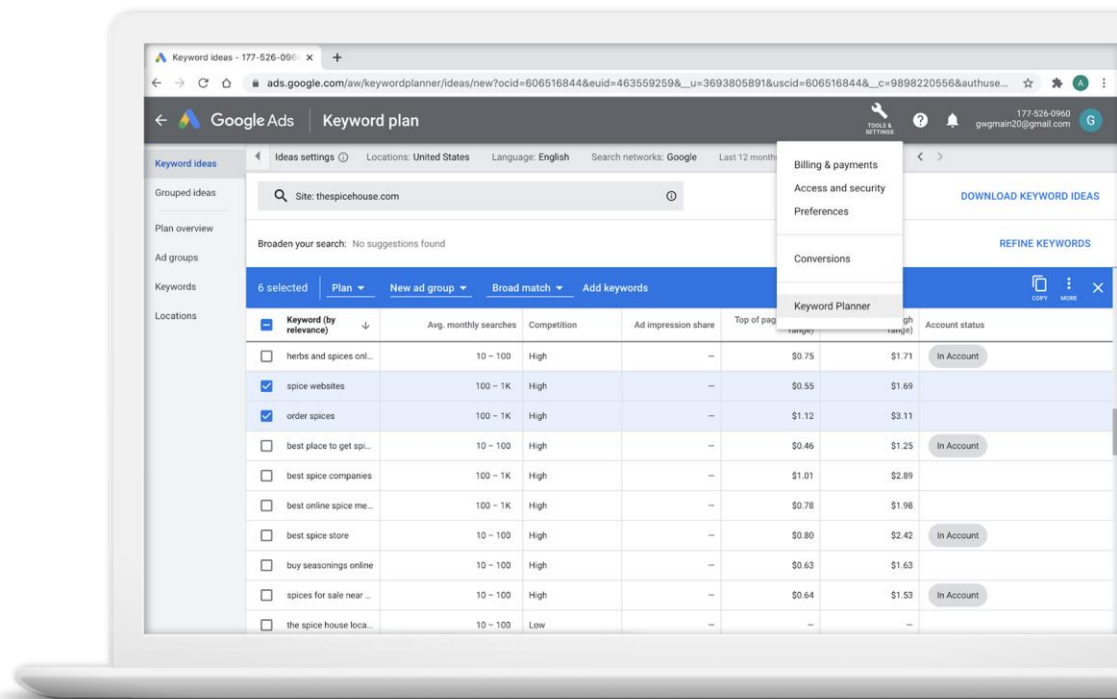 Keyword ideas - 177-526-096
ads.google.com/aw/keywordplanner/ideas/new?ocid=606516844&euid=463559259&__u=3693805891&uscid=606516844&__c=9898220556&authuse...
A
Google Ads | Keyword plan
TOOLS & SETTINGS
177-526-0960
gwgmain20@gmail.com
G
Keyword ideas
Grouped ideas
Plan overview
Ad groups
Keywords
Locations
Ideas settings Locations: United States Language: English Search networks: Google Last 12 month
Billing & payments
Access and security
Preferences
Conversions
Keyword Planner
Site: thespicehouse.com
DOWNLOAD KEYWORD IDEAS
Broaden your search: No suggestions found
REFINE KEYWORDS
6 selected Plan New ad group Broad match Add keywords COPY MORE
Keyword (by relevance) Avg. monthly searches Competition Ad impression share Top of pag range) gh range) Account status
herbs and spices onl... 10 – 100 High – $0.75 $1.71 In Account
spice websites 100 – 1K High – $0.55 $1.69
order spices 100 – 1K High – $1.12 $3.11
best place to get spi... 10 – 100 High – $0.46 $1.25 In Account
best spice companies 100 – 1K High – $1.01 $2.89
best online spice me... 100 – 1K High – $0.78 $1.98
best spice store 10 – 100 High – $0.80 $2.42 In Account
buy seasonings online 10 – 100 High – $0.63 $1.63
spices for sale near ... 10 – 100 High – $0.64 $1.53 In Account
the spice house loca... 10 – 100 Low – – –